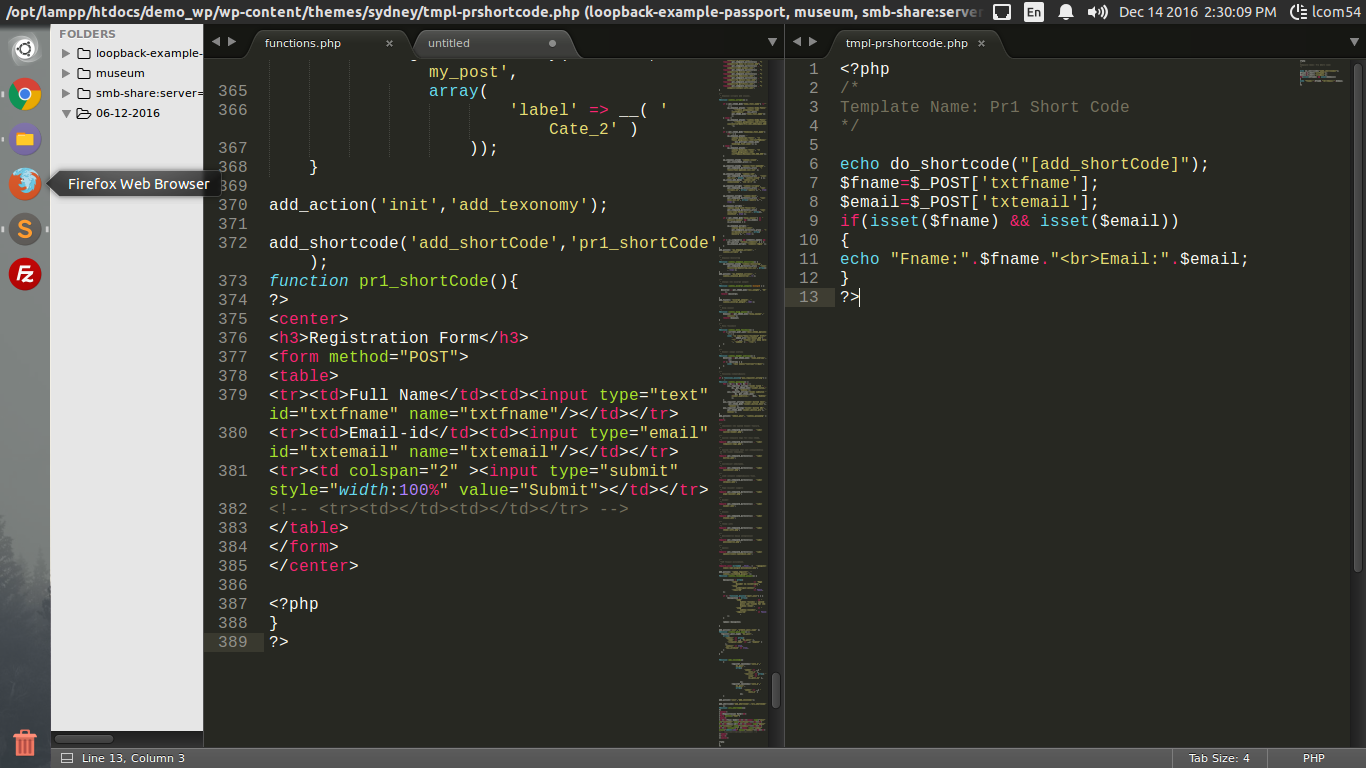 /opt/lampp/htdocs/demo_wp/wp-content/themes/sydney/tmpl-prshortcode.php (loopback-example-passport, museum, smb-share:server
En
Dec 14 2016 2:30:09 PM
lcom54
FOLDERS
loopback-example-
museum
smb-share:server=
06-12-2016
Firefox Web Browser
functions.php
untitled
my_post',
365 array(
366 'label' => __( '
Cate_2' )
367 ));
368 }
369
370 add_action('init','add_texonomy');
371
372 add_shortcode('add_shortCode','pr1_shortCode'
);
373 function pr1_shortCode(){
374 ?>
375 <center>
376 <h3>Registration Form</h3>
377 <form method="POST">
378 <table>
379 <tr><td>Full Name</td><td><input type="text"
id="txtfname" name="txtfname"/></td></tr>
380 <tr><td>Email-id</td><td><input type="email"
id="txtemail" name="txtemail"/></td></tr>
381 <tr><td colspan="2" ><input type="submit"
style="width:100%" value="Submit"></td></tr>
382 <!-- <tr><td></td><td></td></tr> -->
383 </table>
384 </form>
385 </center>
386
387 <?php
388 }
389 ?>
tmpl-prshortcode.php
1 <?php
2 /*
3 Template Name: Pr1 Short Code
4 */
5
6 echo do_shortcode("[add_shortCode]");
7 $fname=$_POST['txtfname'];
8 $email=$_POST['txtemail'];
9 if(isset($fname) && isset($email))
10 {
11 echo "Fname:".$fname."<br>Email:".$email;
12 }
13 ?>
Line 13, Column 3
Tab Size: 4
PHP